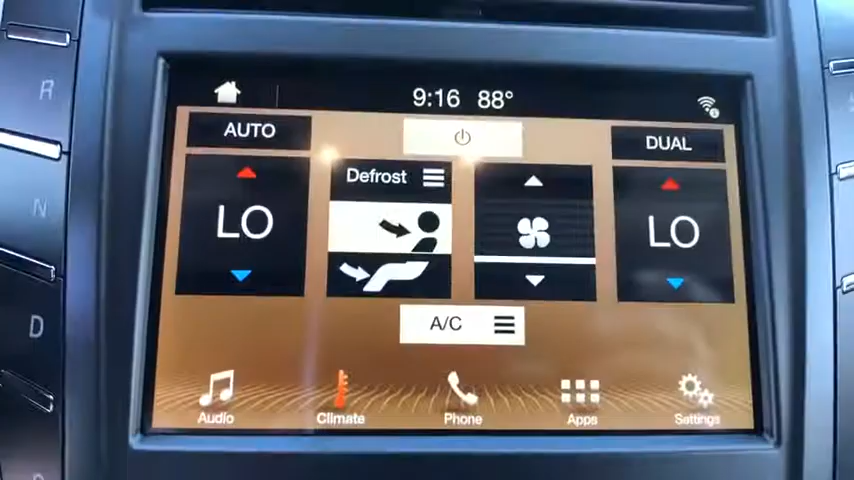 9:16 88°
R
AUTO
DUAL
Defrost
LO
LO
N
A/C
D
Audio
Climate
Phone
Apps
Settings